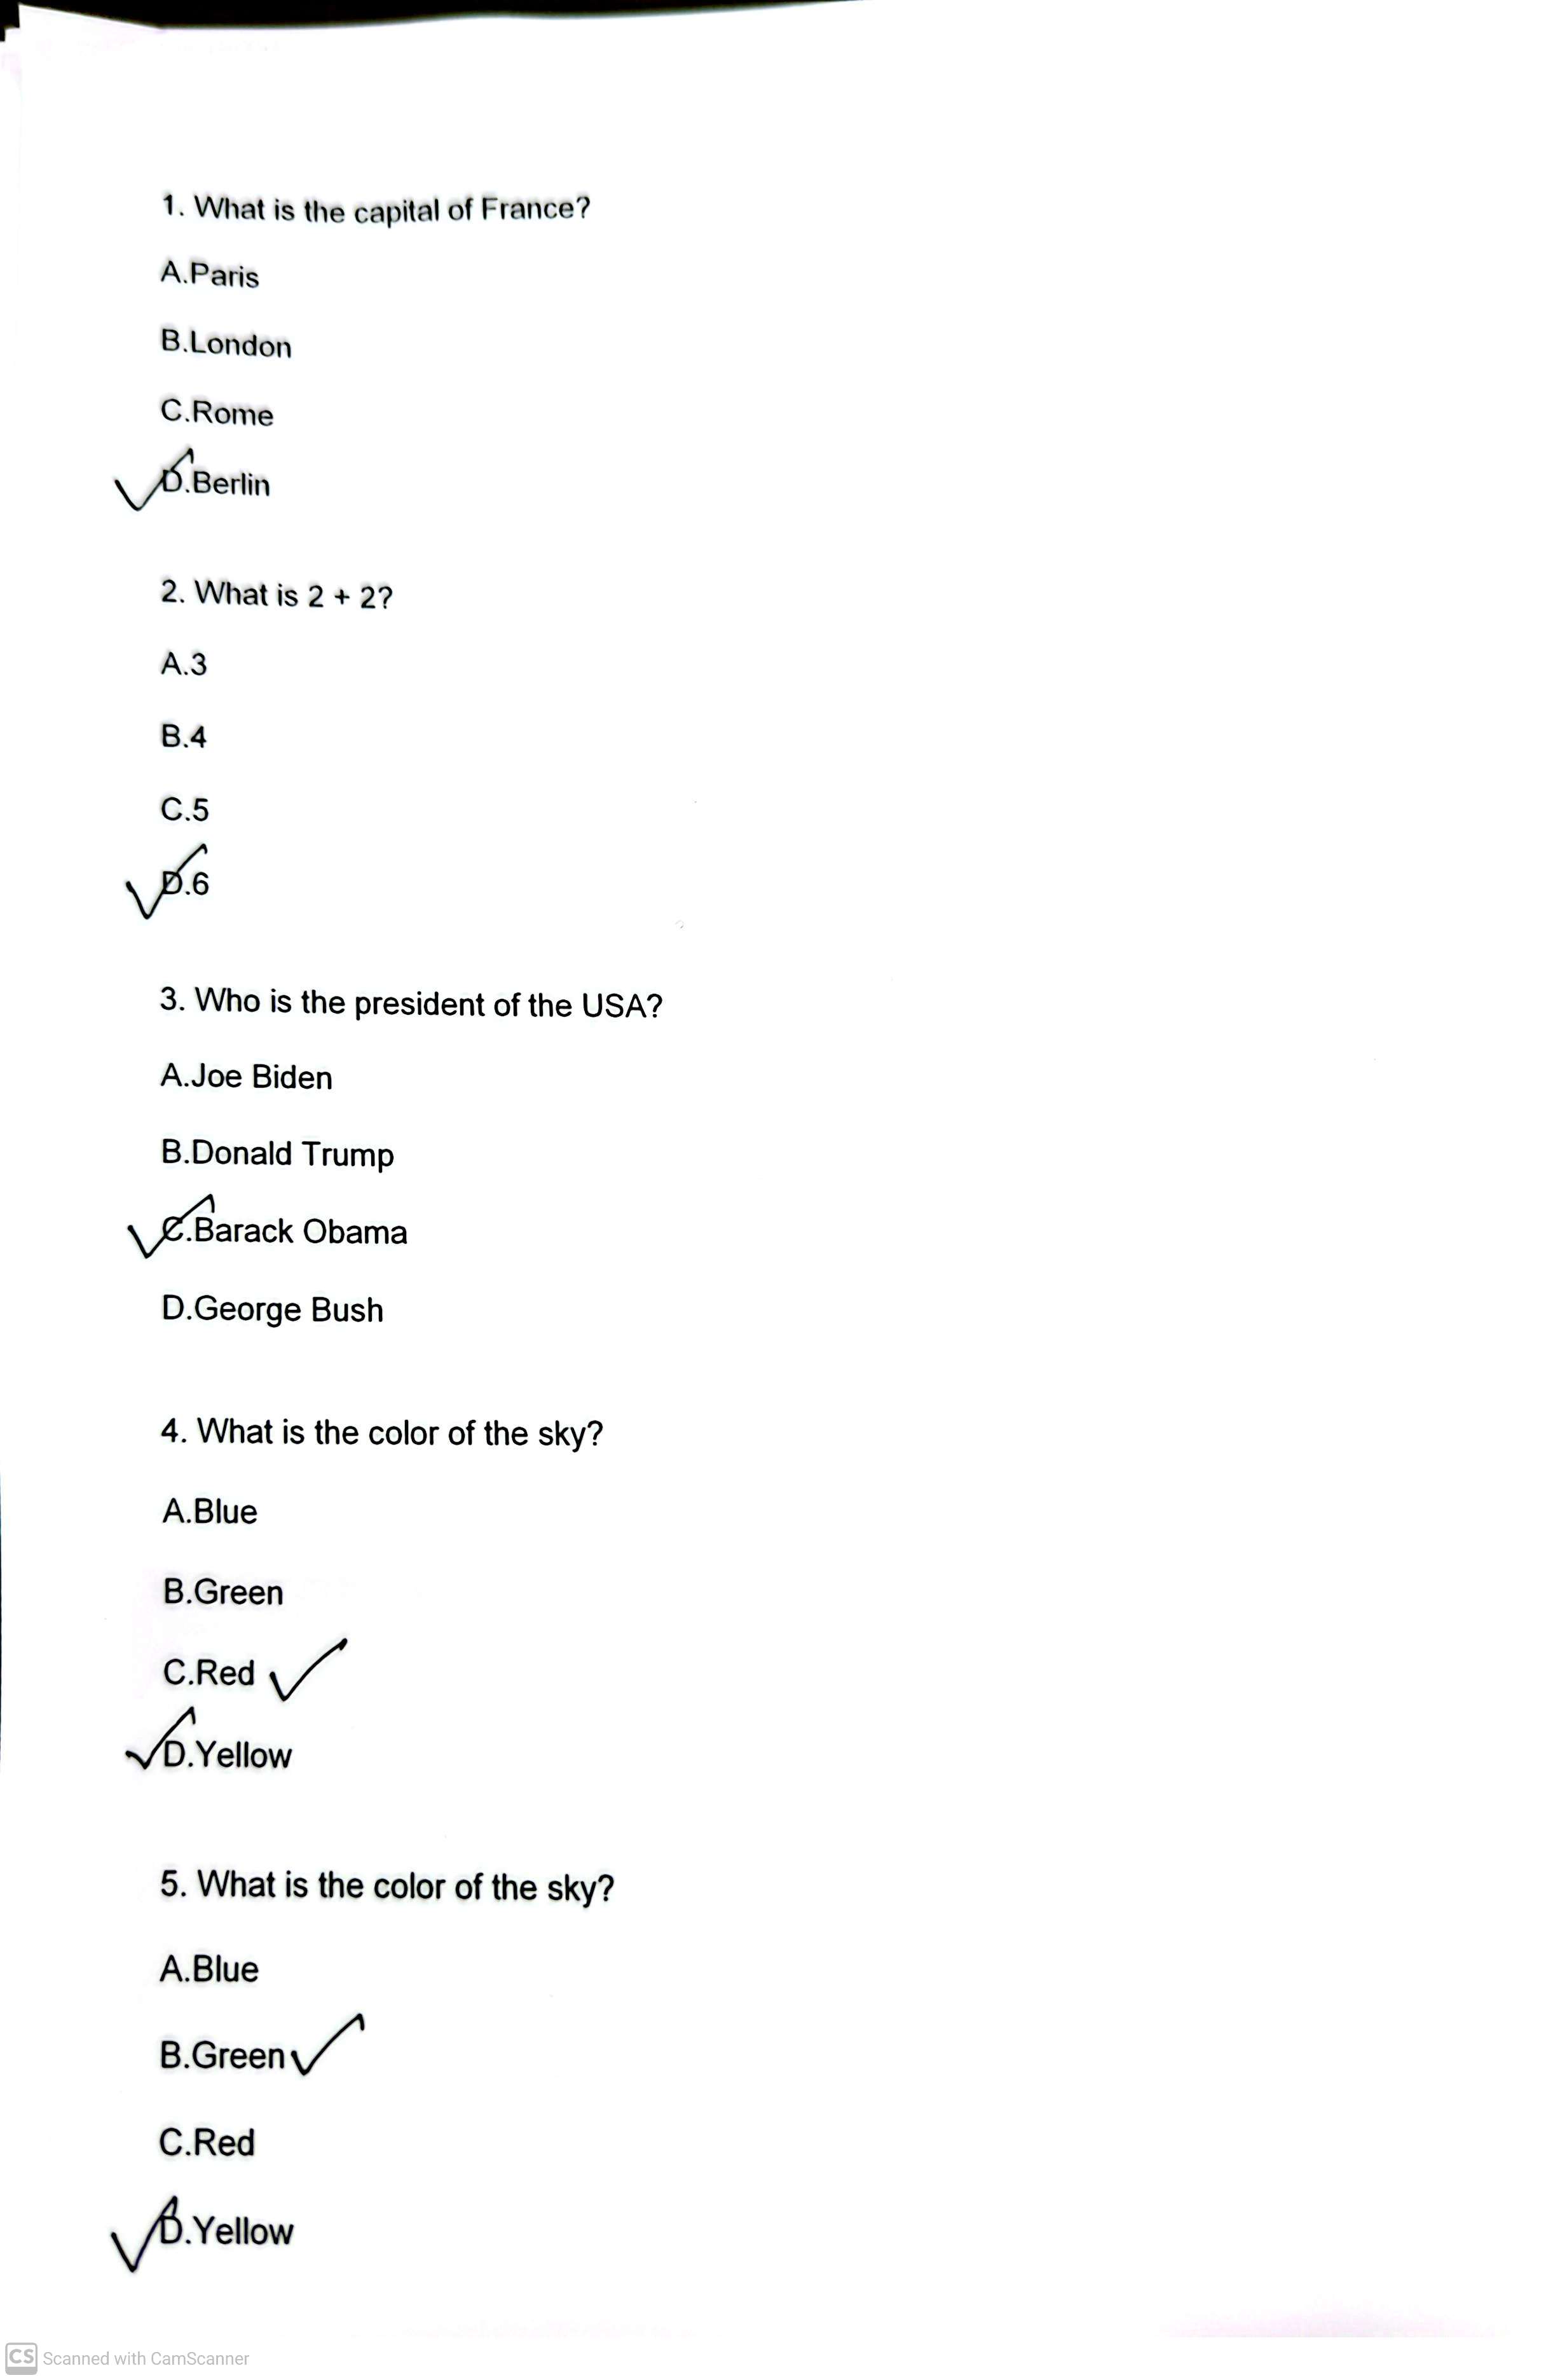 1. What is the capital of France?
A.Paris
B.London
C.Rome
D.Berlin
2. What is 2 + 2?
A.3
B.4
C.5
D.6
3. Who is the president of the USA?
A.Joe Biden
B.Donald Trump
C.Barack Obama
D.George Bush
4. What is the color of the sky?
A.Blue
B.Green
C.Red
D.Yellow
5. What is the color of the sky?
A.Blue
B.Green
C.Red
D.Yellow
CS Scanned with CamScanner